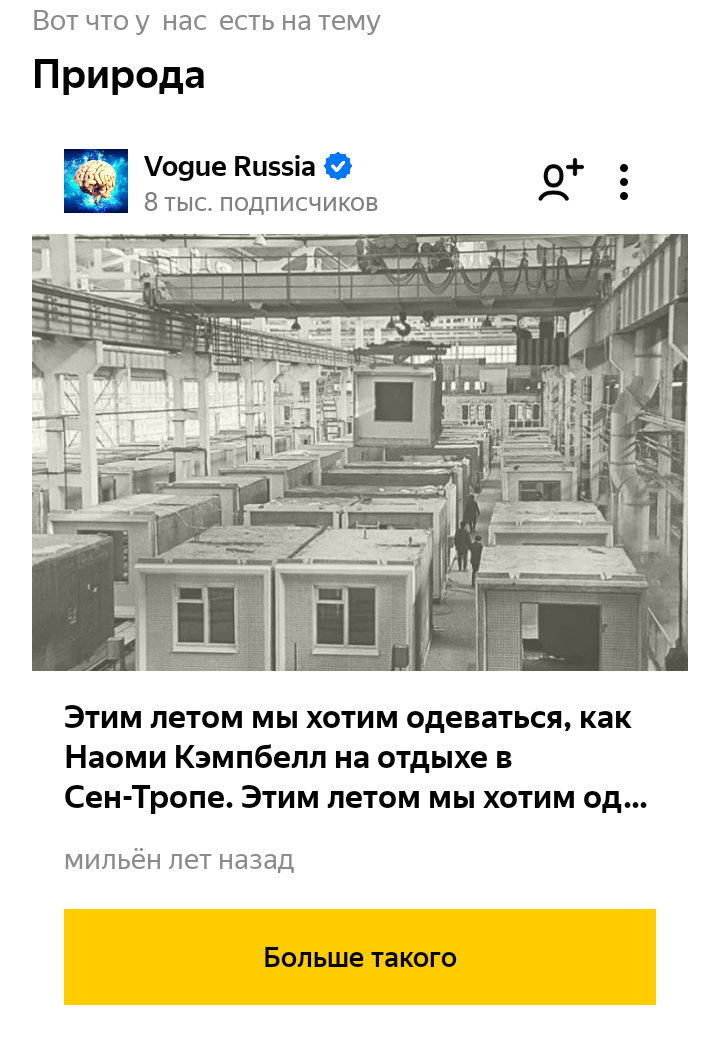 Вот что у нас есть на тему
Природа
Vogue Russia
8 тыс. подписчиков
Этим летом мы хотим одеваться, как
Наоми Кэмпбелл на отдыхе в
Сен-Тропе. Этим летом мы хотим од...
мильён лет назад
Больше такого